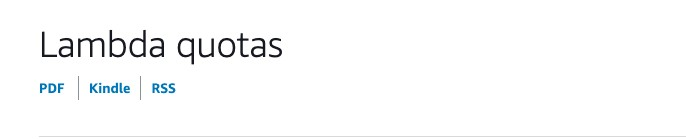 Lambda quotas
PDF | Kindle | RSS